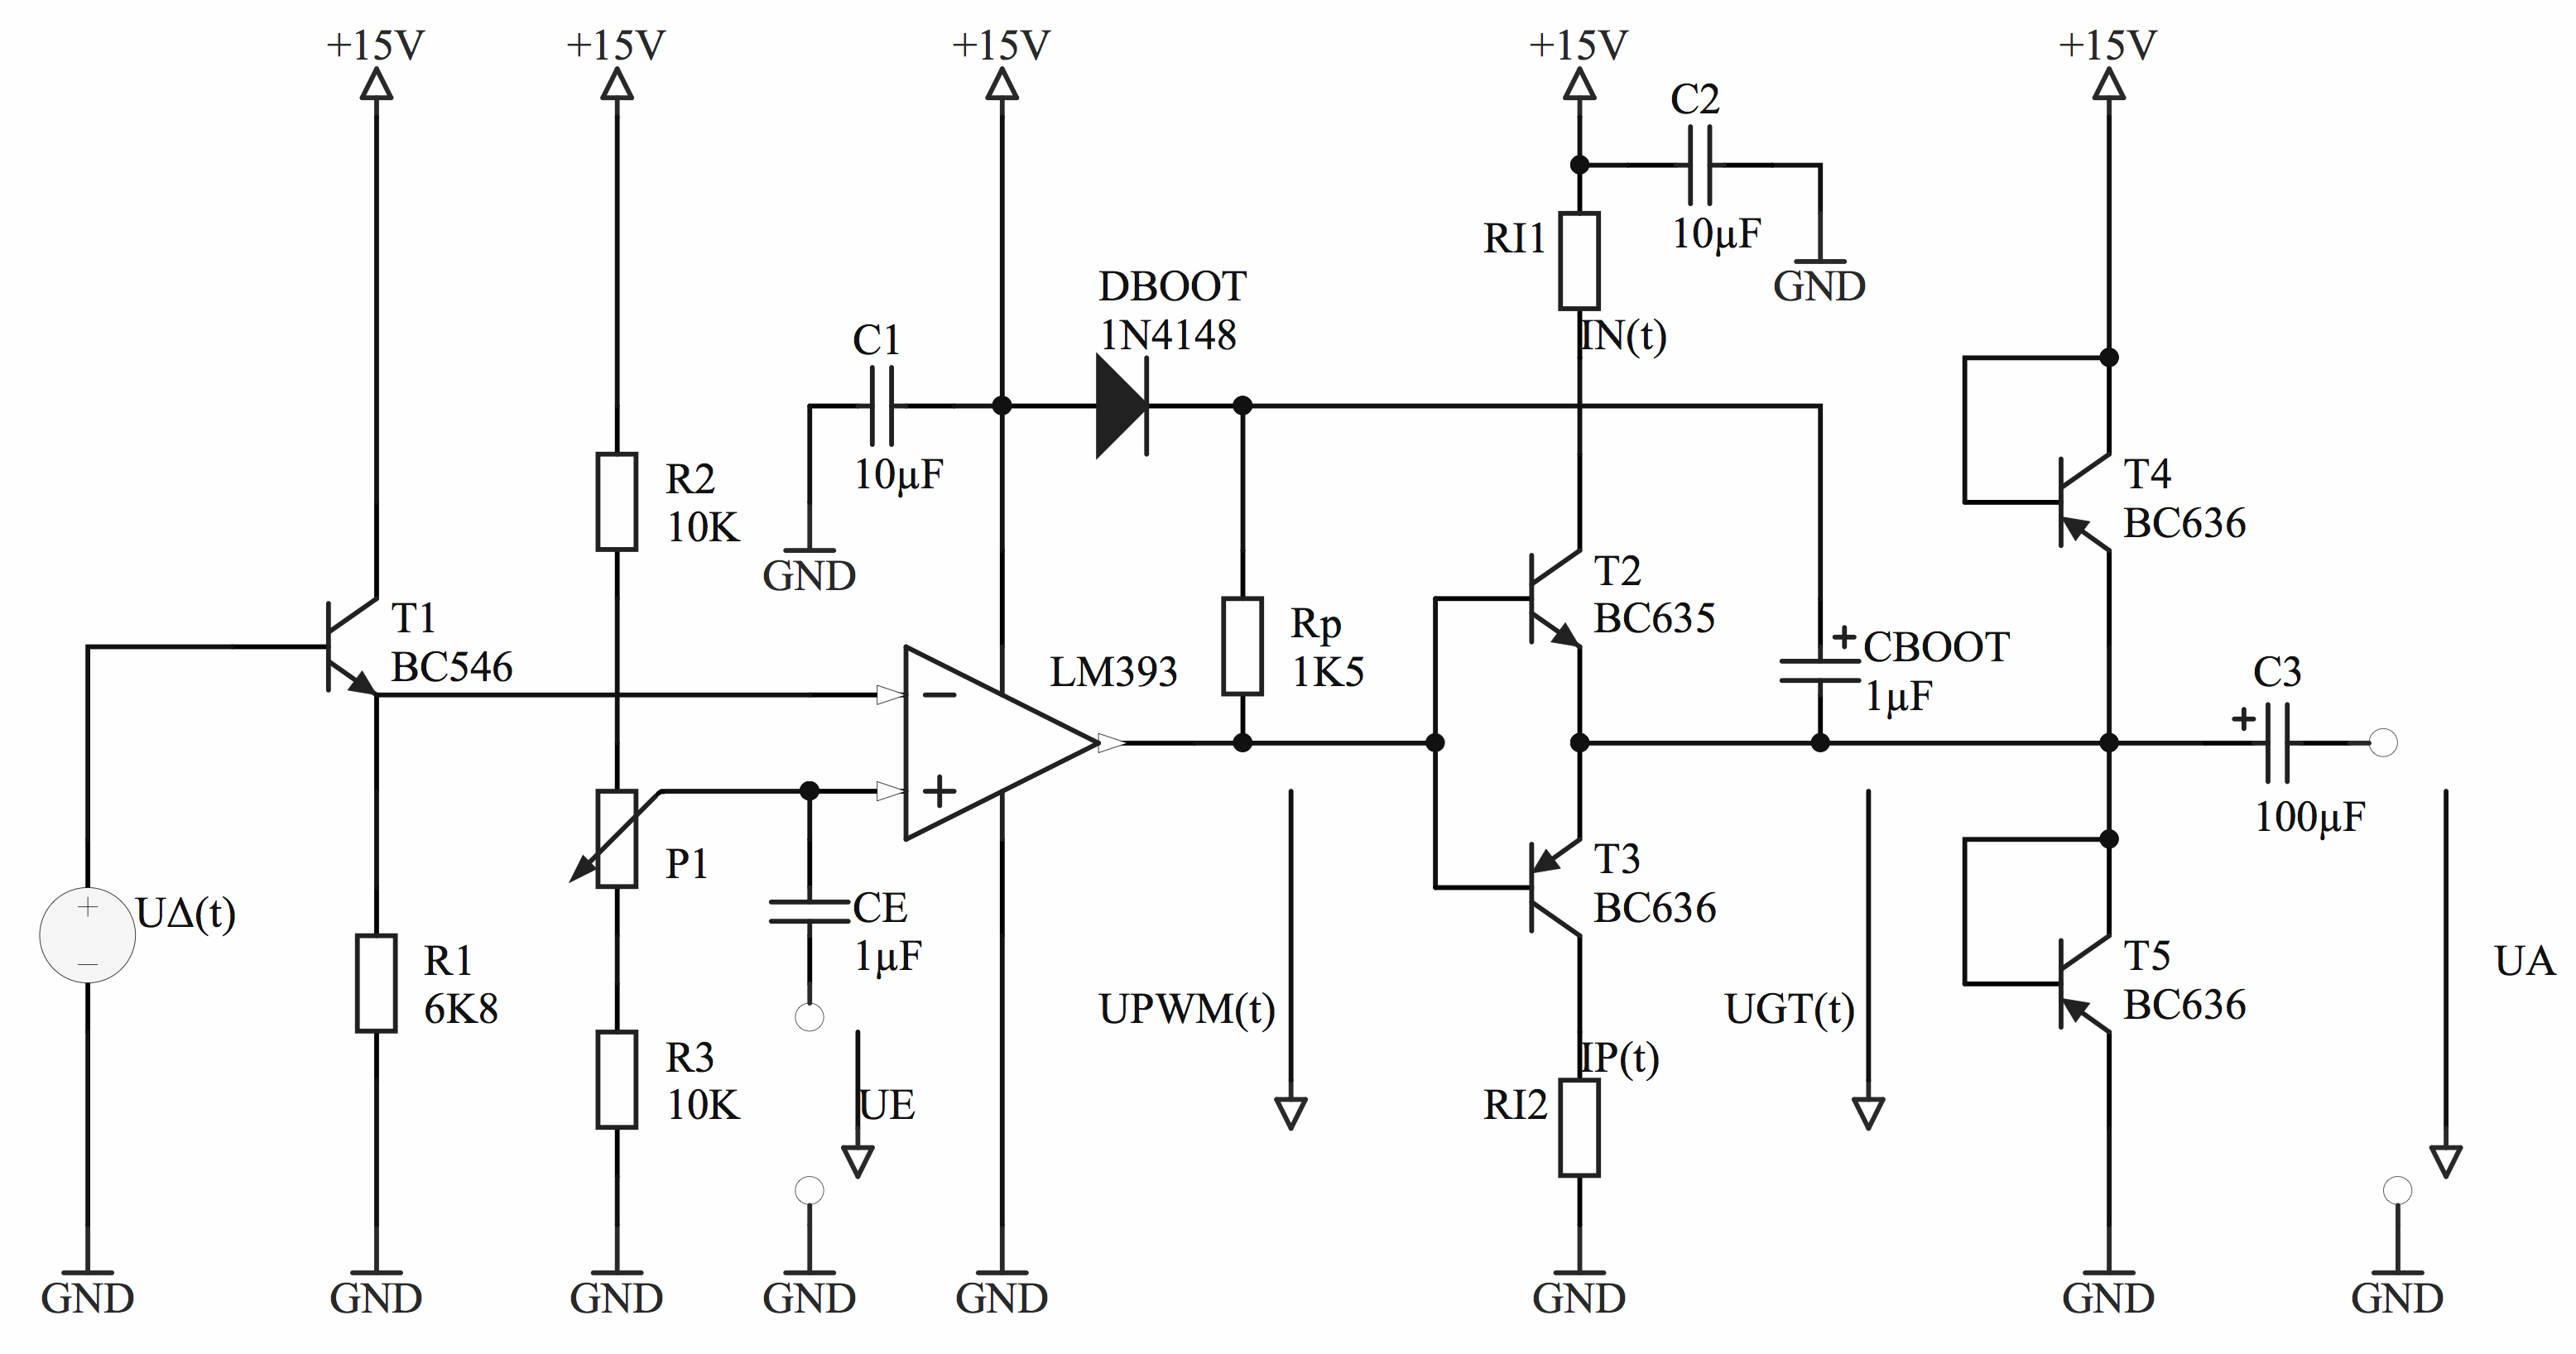 +15V
+15V
+15V
+15V
+15V
C2
10µF
GND
RI1
IN(t)
DBOOT
1N4148
C1
10µF
GND
R2
10K
T4
BC636
T1
BC546
T2
BC635
Rp
1K5
LM393
+
CBOOT
1µF
C3
+
100µF
−
+
P1
T3
BC636
UΔ(t)
+
−
CE
1µF
R1
6K8
UPWM(t)
UGT(t)
T5
BC636
UA
R3
10K
UE
IP(t)
RI2
GND
GND
GND
GND
GND
GND
GND
GND